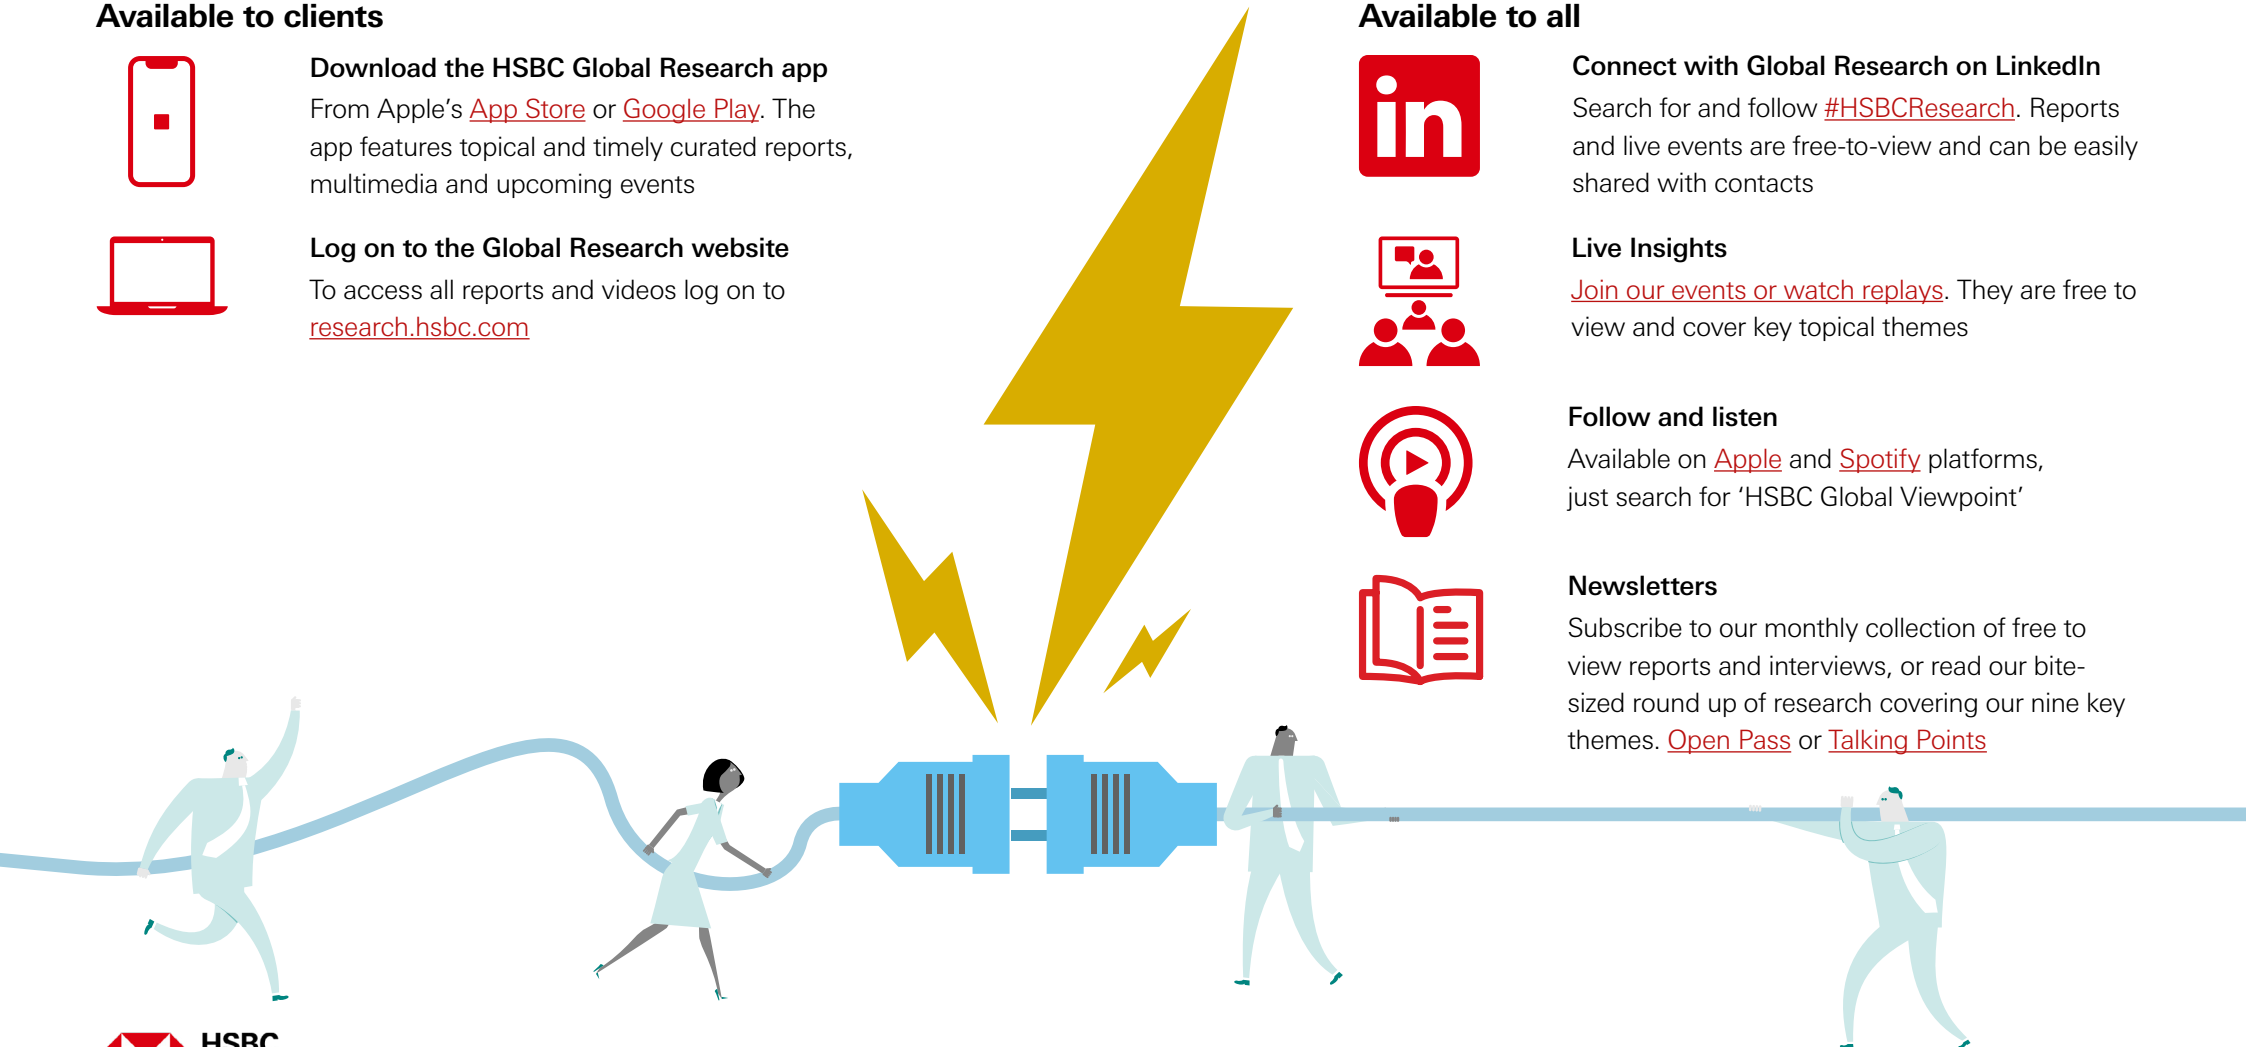 Available to clients
Download the HSBC Global Research app
From Apple's App Store or Google Play. The
app features topical and timely curated reports,
multimedia and upcoming events
Log on to the Global Research website
To access all reports and videos log on to
research.hsbc.com
Available to all
in
Connect with Global Research on LinkedIn
Search for and follow #HSBCResearch. Reports
and live events are free-to-view and can be easily
shared with contacts
Live Insights
Join our events or watch replays. They are free to
view and cover key topical themes
Follow and listen
Available on Apple and Spotify platforms,
just search for ‘HSBC Global Viewpoint’
Newsletters
Subscribe to our monthly collection of free to
view reports and interviews, or read our bite-
sized round up of research covering our nine key
themes. Open Pass or Talking Points
HSBC